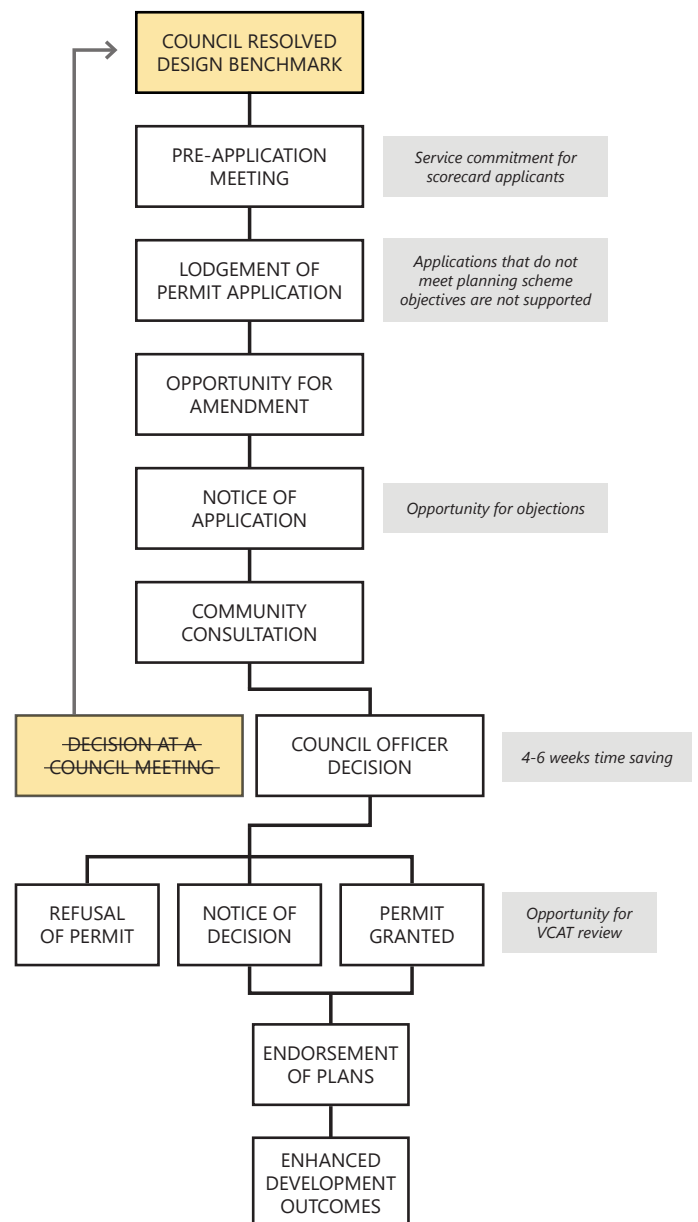 COUNCIL RESOLVED
DESIGN BENCHMARK
PRE-APPLICATION
MEETING
Service commitment for
scorecard applicants
LODGEMENT OF
PERMIT APPLICATION
Applications that do not
meet planning scheme
objectives are not supported
OPPORTUNITY FOR
AMENDMENT
NOTICE OF
APPLICATION
Opportunity for objections
COMMUNITY
CONSULTATION
DECISION AT A
COUNCIL MEETING
COUNCIL OFFICER
DECISION
4-6 weeks time saving
REFUSAL
OF PERMIT
NOTICE OF
DECISION
PERMIT
GRANTED
Opportunity for
VCAT review
ENDORSEMENT
OF PLANS
ENHANCED
DEVELOPMENT
OUTCOMES